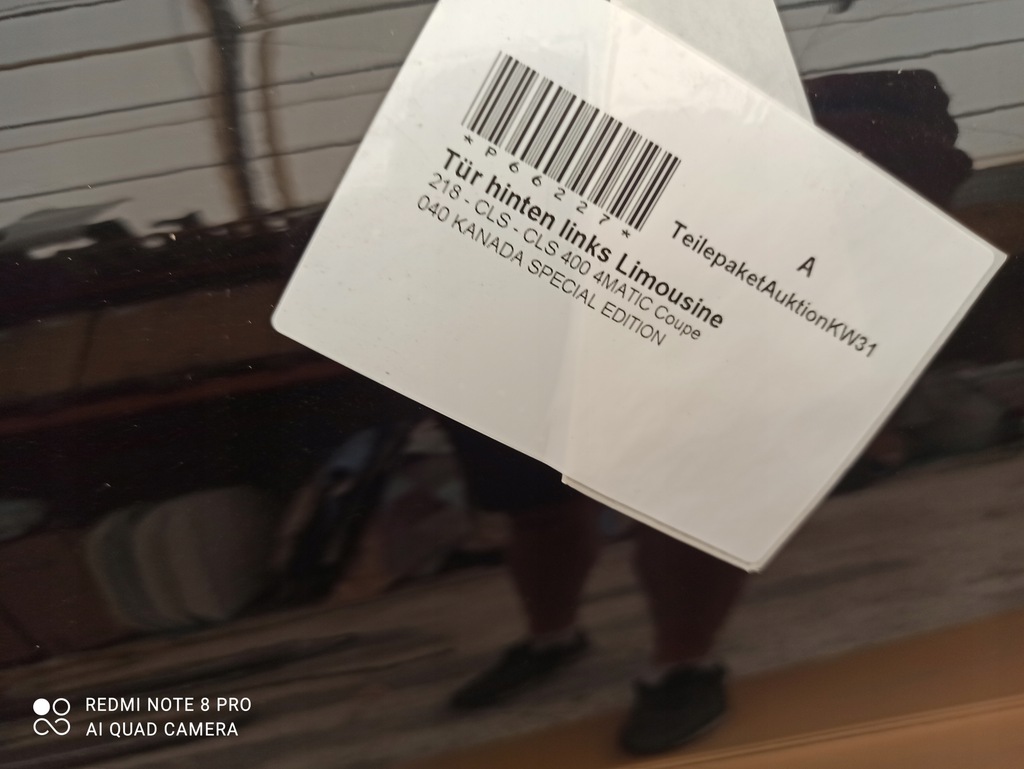 *P66227*
Tür hinten links Limousine
218 - CLS - CLS 400 4MATIC Coupe
040 KANADA SPECIAL EDITION
A
TeilepaketAuktionKW31
REDMI NOTE 8 PRO
AI QUAD CAMERA